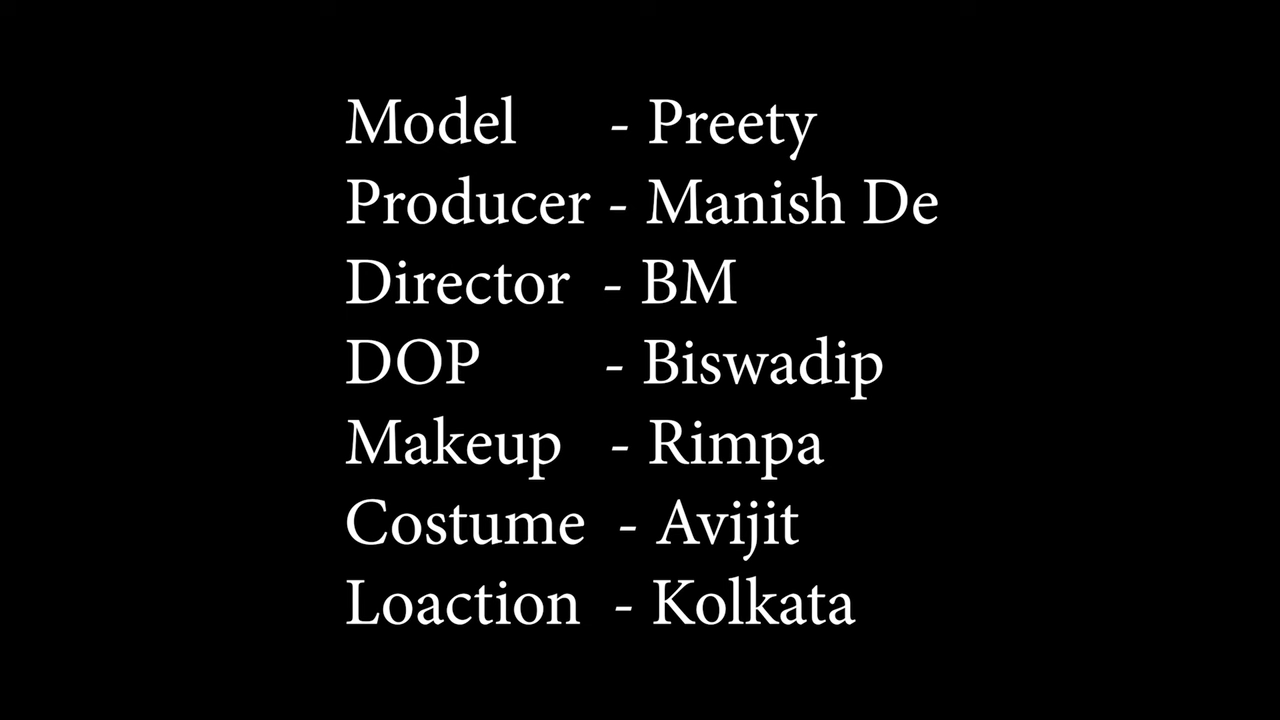 Model - Preety
Producer - Manish De
Director - BM
DOP - Biswadip
Makeup - Rimpa
Costume - Avijit
Loaction - Kolkata